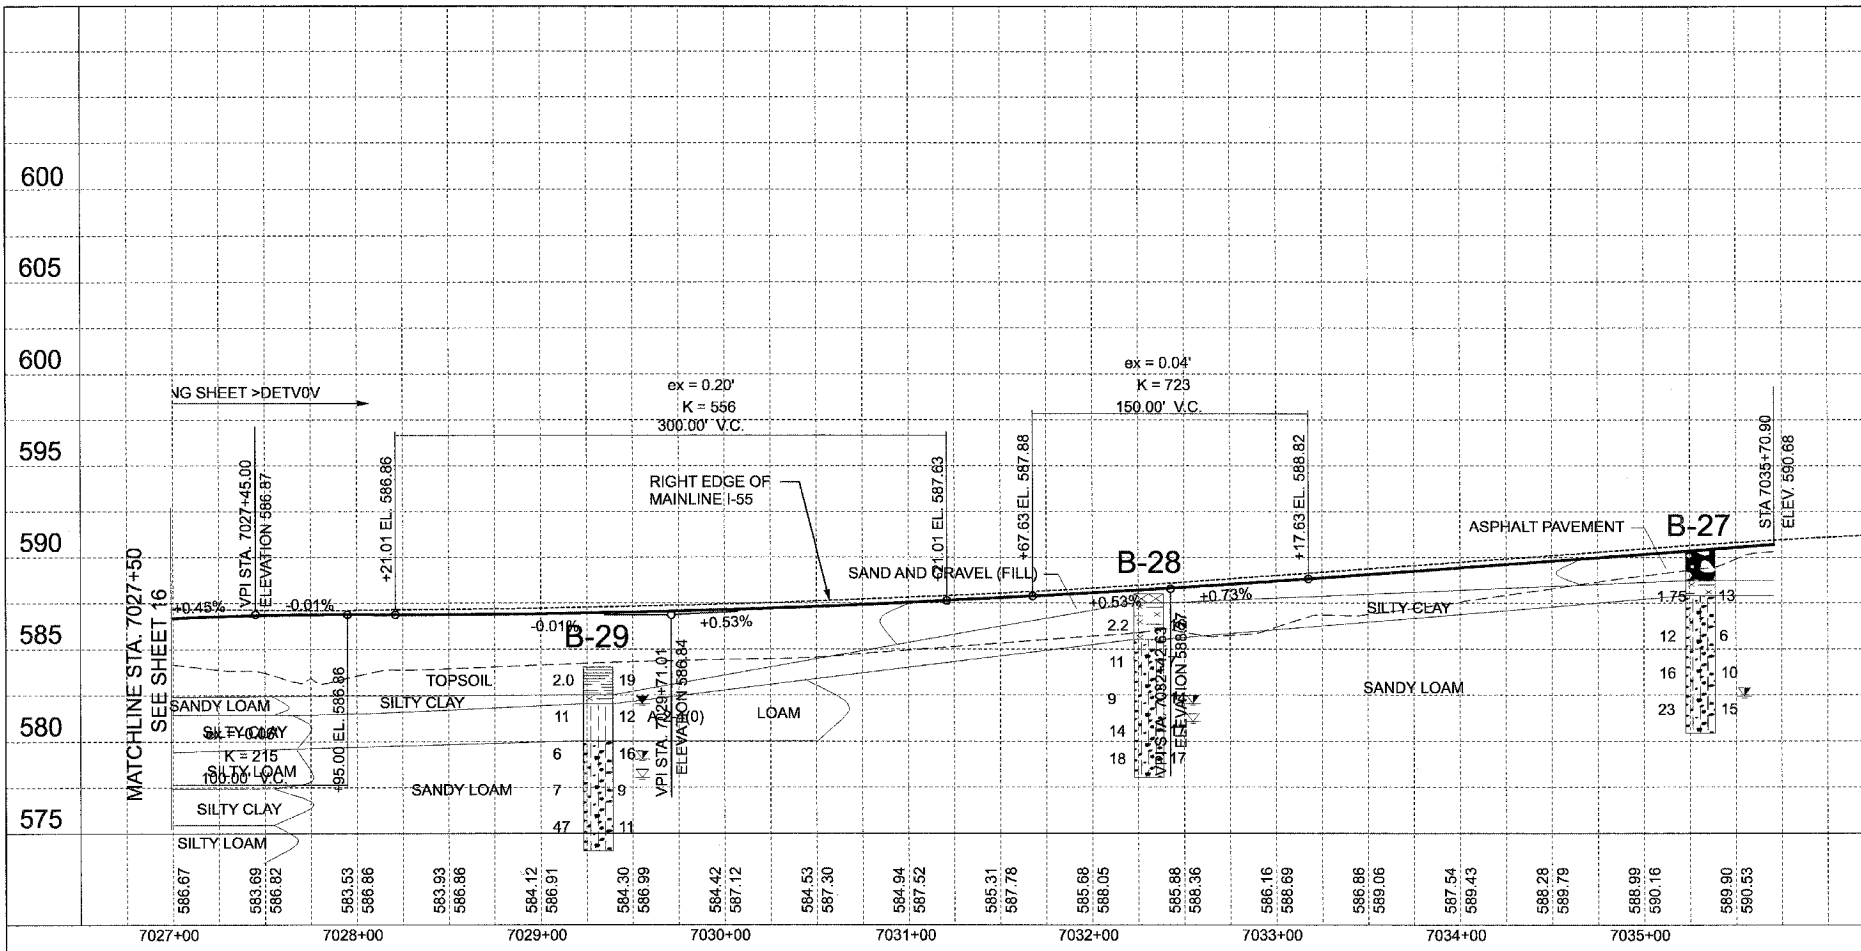 600
605
600
595
590
585
580
575
NG SHEET >DETV0V
MATCHLINE STA. 7027+50
SEE SHEET 16
VPI STA. 7027+45.00
ELEVATION 586.87
+0.45%
-0.01%
+95.00 EL. 586.86
K = 215
100.00' V.C.
+21.01 EL. 586.86
ex = 0.20'
K = 556
300.00' V.C.
+21.01 EL. 587.63
-0.01%
+0.53%
VPI STA. 7029+71.01
ELEVATION 586.84
RIGHT EDGE OF
MAINLINE I-55
ex = 0.04'
K = 723
150.00' V.C.
+67.63 EL. 587.88
+17.63 EL. 588.82
+0.53%
+0.73%
VPI STA. 7032+42.63
SAND AND GRAVEL (FILL)
ASPHALT PAVEMENT
STA 7035+70.90
ELEV. 590.68
B-29
B-28
B-27
TOPSOIL
SILTY CLAY
SANDY LOAM
SILTY CLAY
SILTY LOAM
SILTY CLAY
SILTY LOAM
SANDY LOAM
LOAM
SILTY CLAY
SANDY LOAM
2.0 19
11 12
6 16
7 9
47 11
2.2
11 7
9 14
14
18 17
1.75 13
12 6
16 10
23 15
586.67
583.69 586.82
583.53 586.86
583.93 586.86
584.12 586.91
584.30 586.99
584.42 587.12
584.53 587.30
584.94 587.52
585.31 587.78
585.68 588.05
585.88 588.36
586.16 588.69
586.86 589.06
587.54 589.43
588.28 589.79
588.99 590.16
589.90 590.53
7027+00 7028+00 7029+00 7030+00 7031+00 7032+00 7033+00 7034+00 7035+00